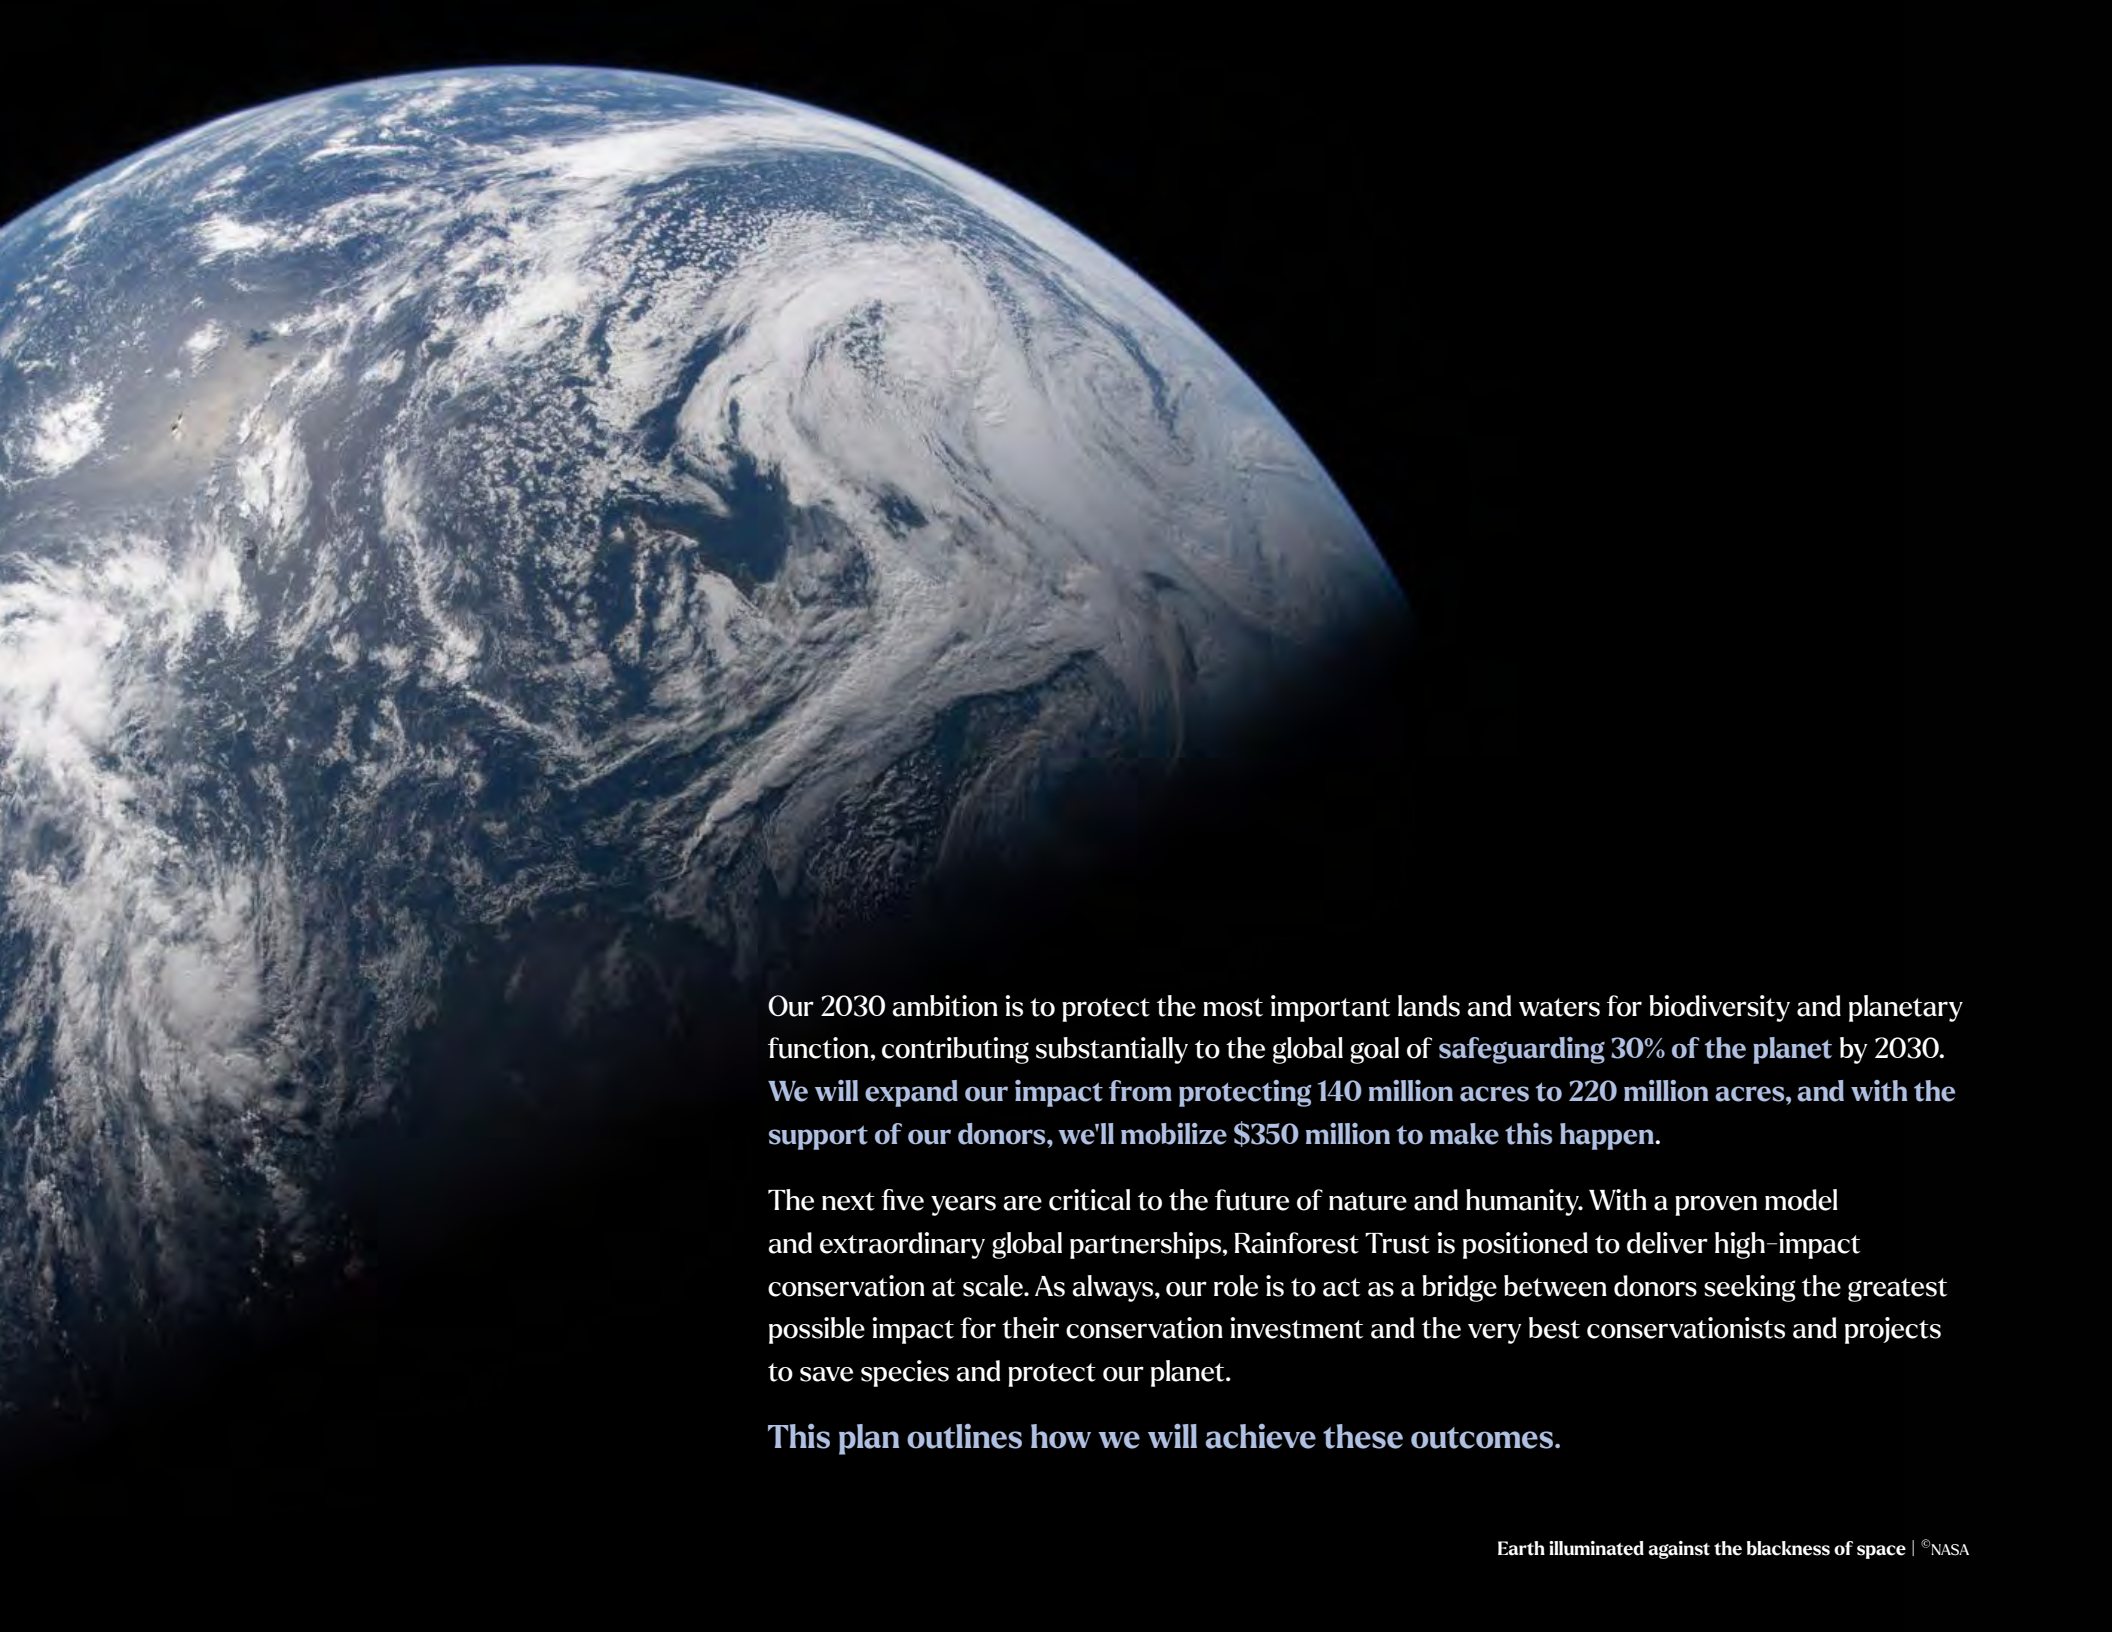 Our 2030 ambition is to protect the most important lands and waters for biodiversity and planetary
function, contributing substantially to the global goal of safeguarding 30% of the planet by 2030.
We will expand our impact from protecting 140 million acres to 220 million acres, and with the
support of our donors, we'll mobilize $350 million to make this happen.
The next five years are critical to the future of nature and humanity. With a proven model
and extraordinary global partnerships, Rainforest Trust is positioned to deliver high-impact
conservation at scale. As always, our role is to act as a bridge between donors seeking the greatest
possible impact for their conservation investment and the very best conservationists and projects
to save species and protect our planet.
This plan outlines how we will achieve these outcomes.
Earth illuminated against the blackness of space | ©NASA